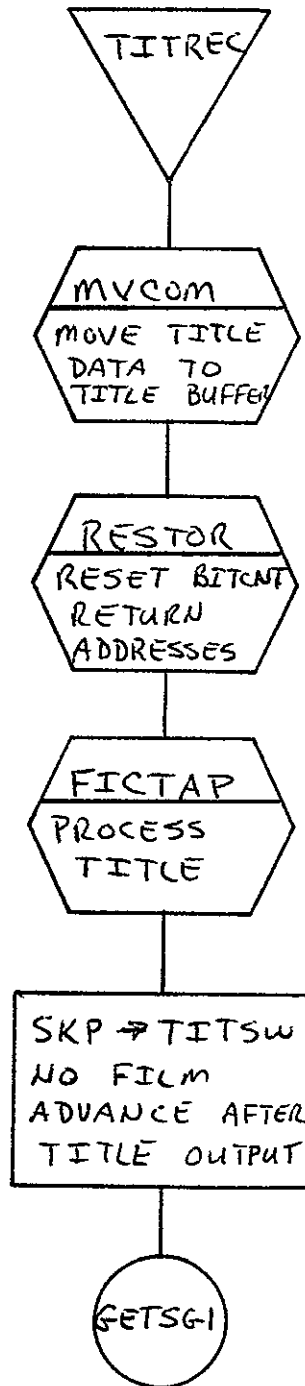 TITREC
MVCOM
MOVE TITLE
DATA TO
TITLE BUFFER
RESTOR
RESET BITCNT
RETURN
ADDRESSES
FICTAP
PROCESS
TITLE
SKP → TITSW
NO FILM
ADVANCE AFTER
TITLE OUTPUT
GETSG1